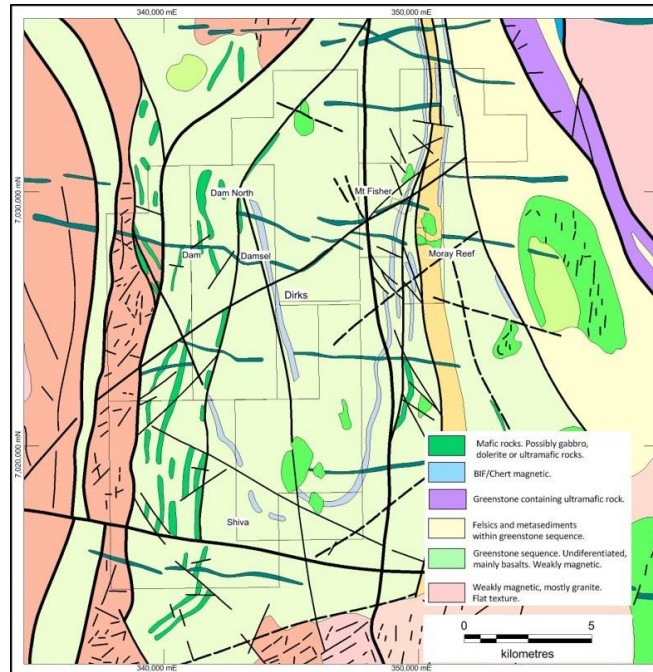 340,000 mE
350,000 mE
7,030,000 mN
Dam North
Mt Fisher
Dam
Damsel
Moray Reef
Dirks
7,020,000 mN
Shiva
Mafic rocks. Possibly gabbro,
dolerite or ultramafic rocks.
BIF/Chert magnetic.
Greenstone containing ultramafic rock.
Felsics and metasediments
within greenstone sequence.
Greenstone sequence. Undiferentiated,
mainly basalts. Weakly magnetic.
Weakly magnetic, mostly granite.
Flat texture.
0
5
kilometres
340,000 mE
350,000 mE